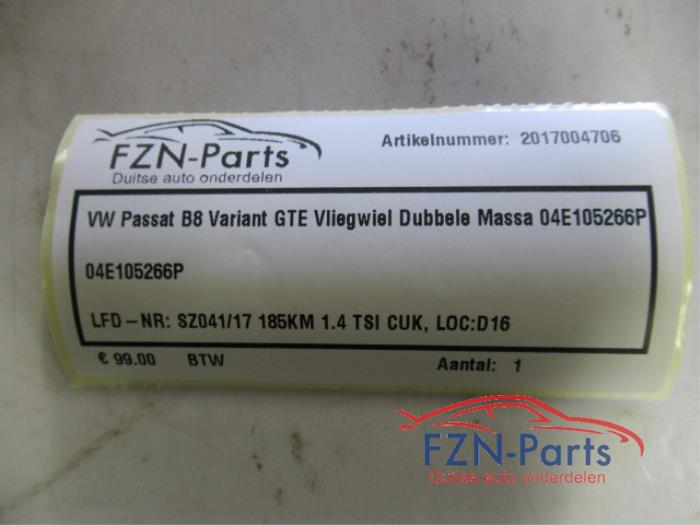 FZN-Parts
Duitse auto onderdelen
Artikelnummer: 2017004706
VW Passat B8 Variant GTE Vliegwiel Dubbele Massa 04E105266P
04E105266P
LFD-NR: SZ041/17 185KM 1.4 TSI CUK, LOC:D16
€ 99.00 BTW Aantal: 1
FZN-Parts
Duitse auto onderdelen